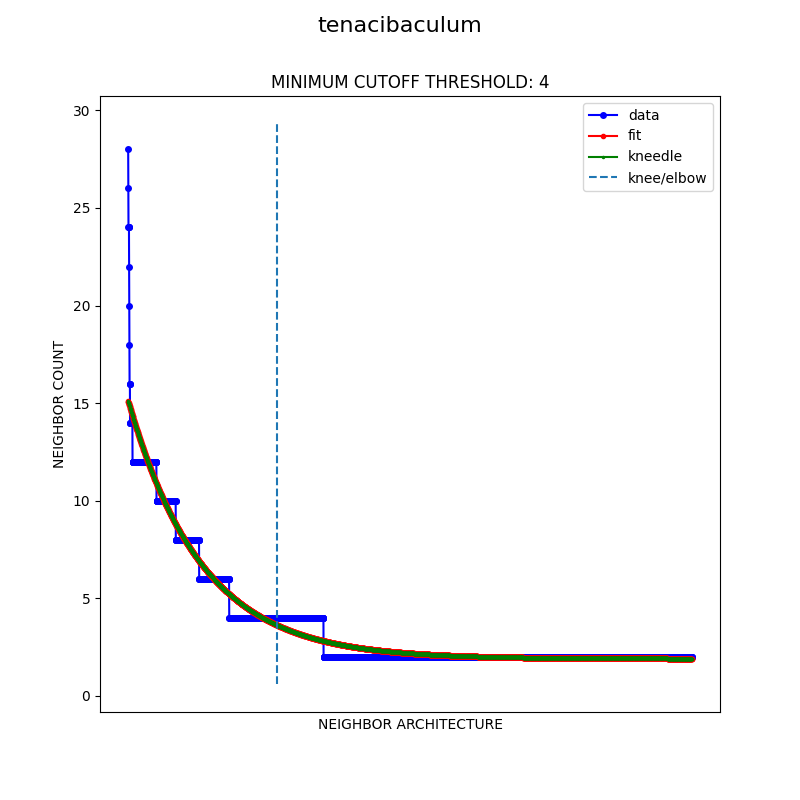 tenacibaculum
MINIMUM CUTOFF THRESHOLD: 4
data
fit
kneedle
knee/elbow
30
25
20
15
10
5
0
NEIGHBOR COUNT
NEIGHBOR ARCHITECTURE